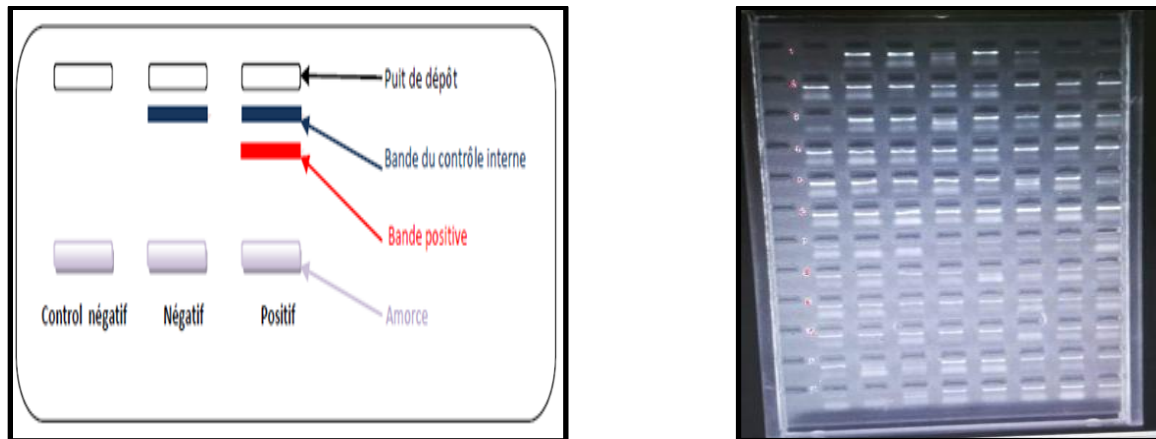 Puit de dépôt
Bande du contrôle interne
Bande positive
Amorce
Control négatif
Négatif
Positif